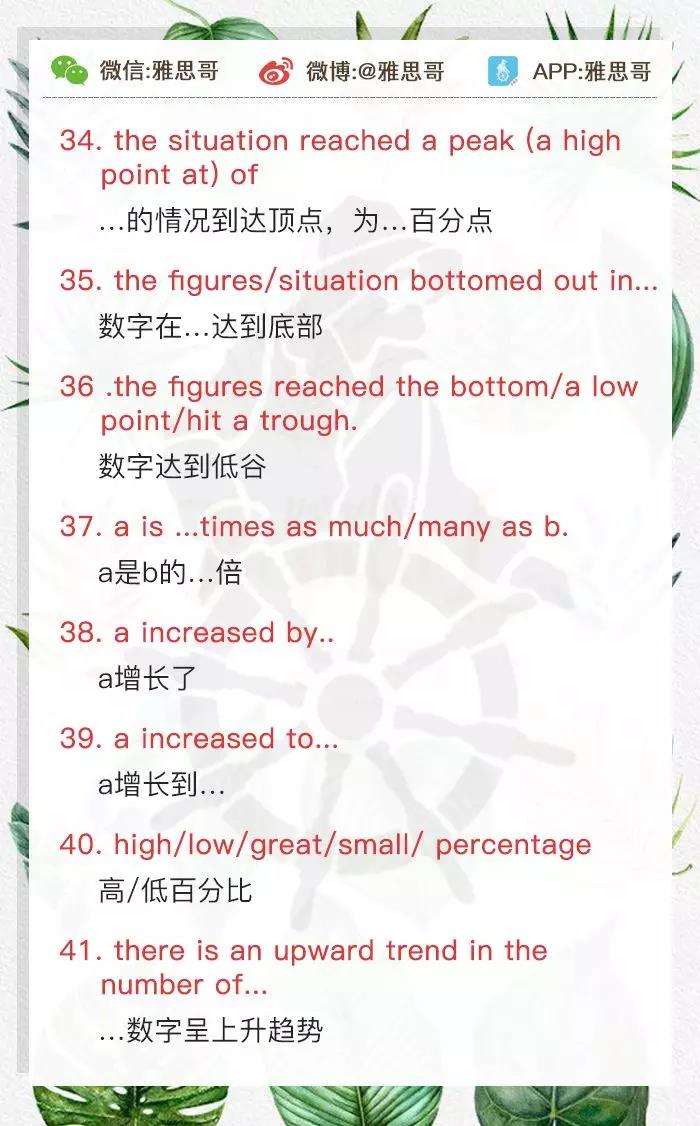 微信:雅思哥 微博:@雅思哥 APP:雅思哥
34. the situation reached a peak (a high
point at) of
...的情况到达顶点，为...百分点
35. the figures/situation bottomed out in...
数字在...达到底部
36 .the figures reached the bottom/a low
point/hit a trough.
数字达到低谷
37. a is ...times as much/many as b.
a是b的...倍
38. a increased by..
a增长了
39. a increased to...
a增长到...
40. high/low/great/small/ percentage
高/低百分比
41. there is an upward trend in the
number of...
...数字呈上升趋势